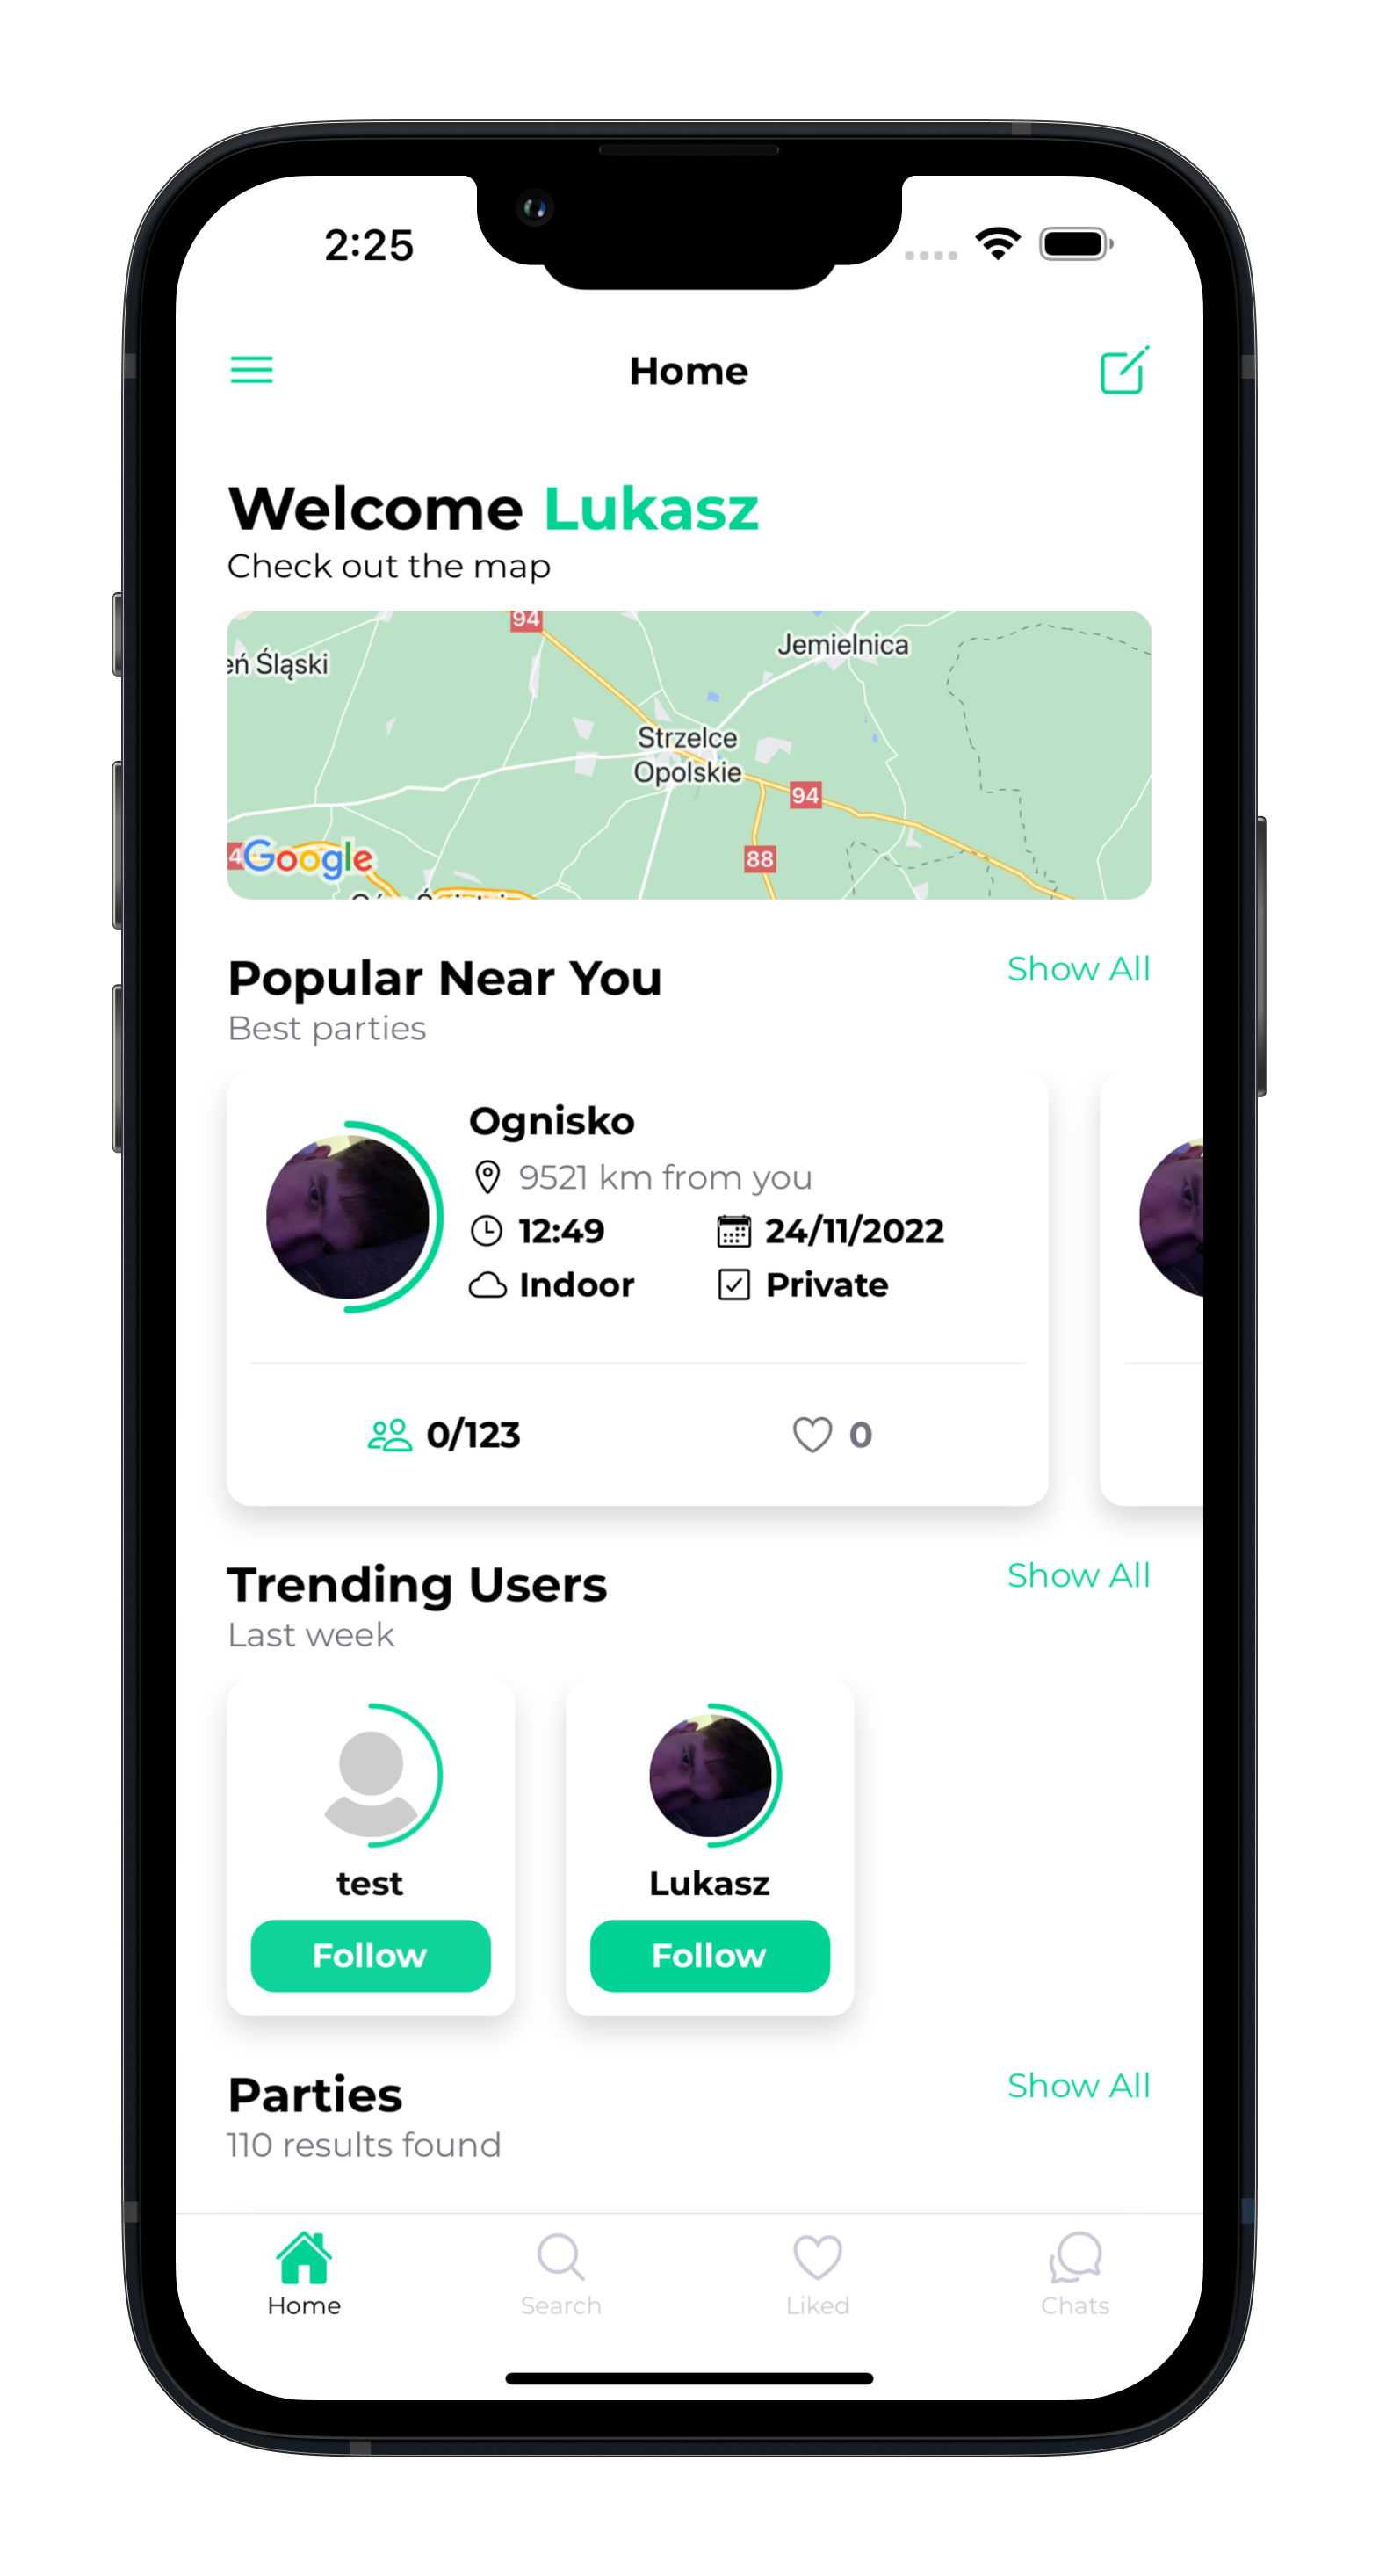 2:25
Home
Welcome Lukasz
Check out the map
94
Jemielnica
eń Śląski
Strzelce
Opolskie
94
4
Google
88
Popular Near You
Show All
Best parties
Ognisko
9521 km from you
12:49
24/11/2022
Indoor
Private
0/123
0
Trending Users
Show All
Last week
test
Lukasz
Follow
Follow
Parties
Show All
110 results found
Home
Search
Liked
Chats